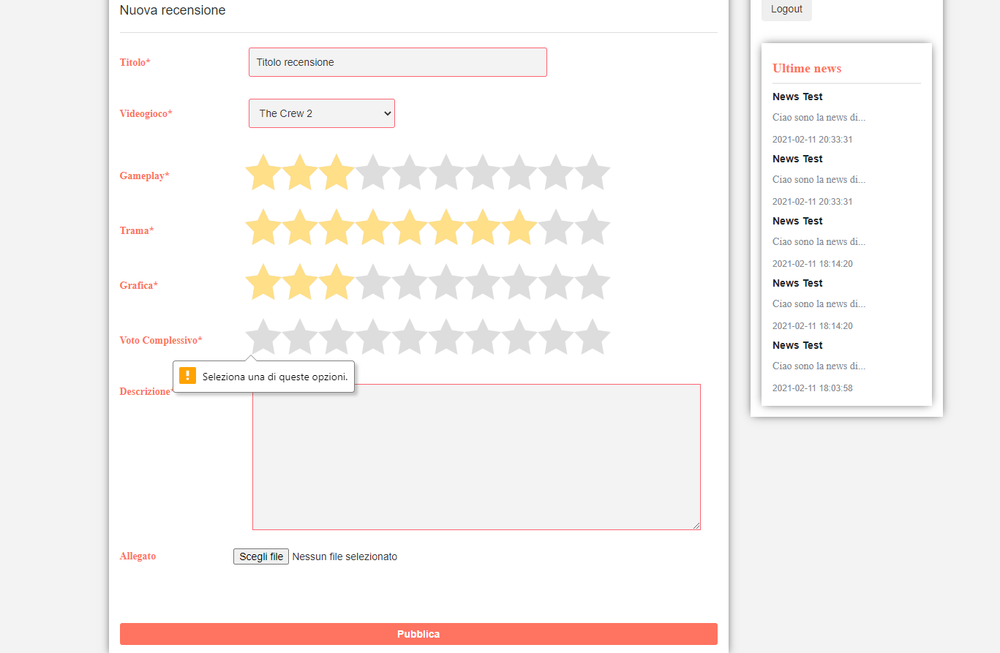 Nuova recensione
Titolo*
Titolo recensione
Videogioco*
The Crew 2
Gameplay*
Trama*
Grafica*
Voto Complessivo*
Seleziona una di queste opzioni.
Descrizione*
Allegato
Scegli file Nessun file selezionato
Pubblica
Logout
Ultime news
News Test
Ciao sono la news di...
2021-02-11 20:33:31
News Test
Ciao sono la news di...
2021-02-11 20:33:31
News Test
Ciao sono la news di...
2021-02-11 18:14:20
News Test
Ciao sono la news di...
2021-02-11 18:14:20
News Test
Ciao sono la news di...
2021-02-11 18:03:58